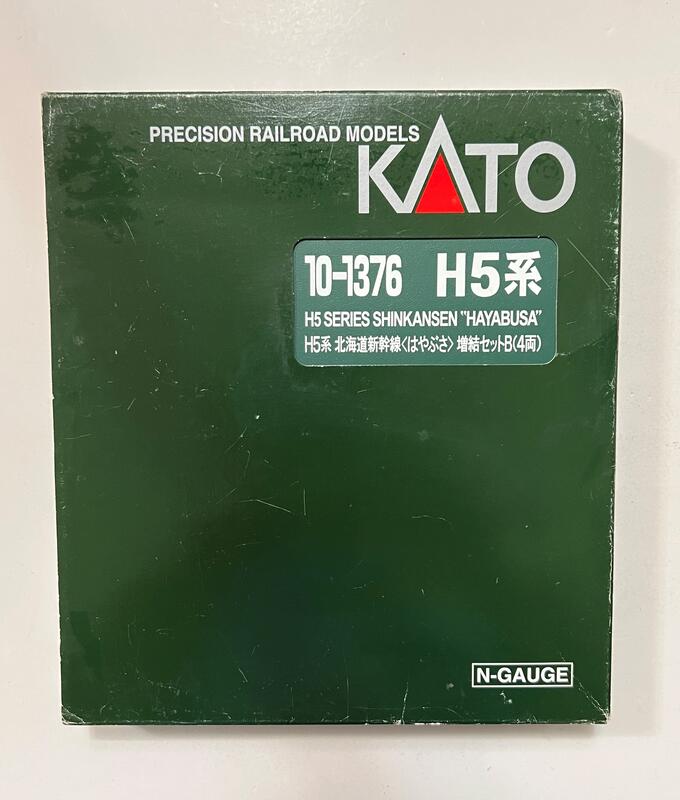 PRECISION RAILROAD MODELS
KATO
10-1376 H5系
H5 SERIES SHINKANSEN "HAYABUSA"
H5系 北海道新幹線〈はやぶさ〉増結セットB(4両)
N-GAUGE